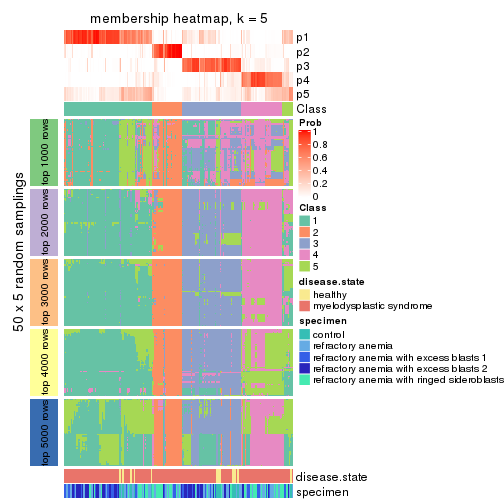 membership heatmap, k = 5
p1
p2
p3
p4
p5
Class
50 x 5 random samplings
top 1000 rows
top 2000 rows
top 3000 rows
top 4000 rows
top 5000 rows
disease.state
specimen
Prob
1
0.8
0.6
0.4
0.2
0
Class
1
2
3
4
5
disease.state
healthy
myelodysplastic syndrome
specimen
control
refractory anemia
refractory anemia with excess blasts 1
refractory anemia with excess blasts 2
refractory anemia with ringed sideroblasts